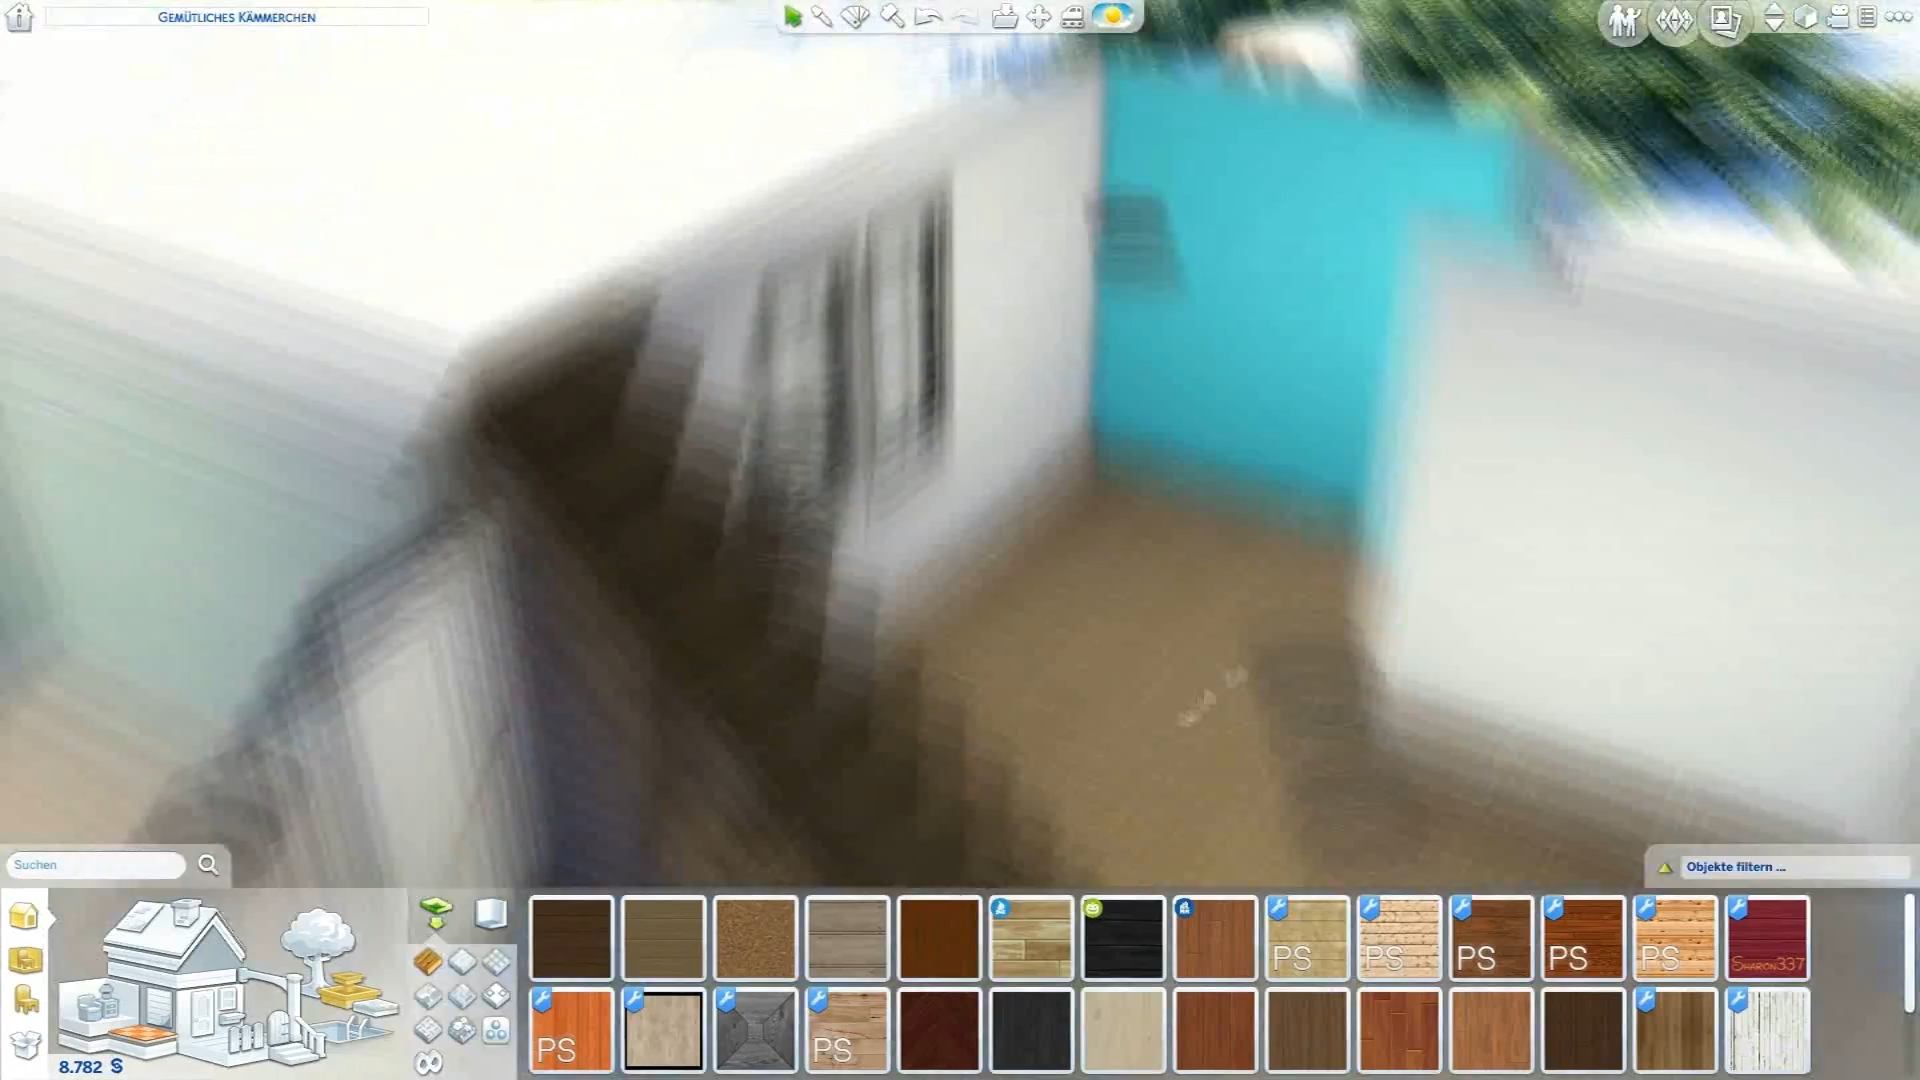 Gemütliches Kämmerchen
Suchen
Objekte filtern ...
PS
PS
PS
PS
PS
Sharon337
PS
PS
8.782 $